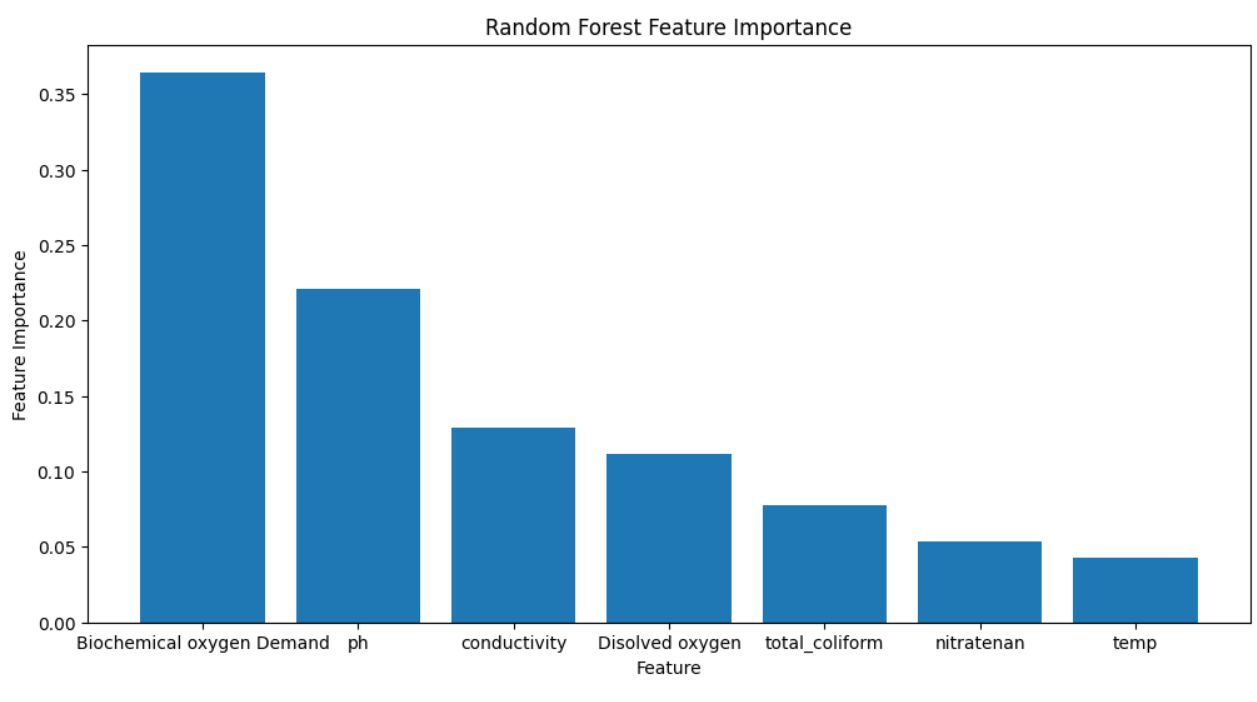 Random Forest Feature Importance
Feature Importance
0.35
0.30
0.25
0.20
0.15
0.10
0.05
0.00
Biochemical oxygen Demand ph conductivity Disolved oxygen total_coliform nitratenan temp
Feature